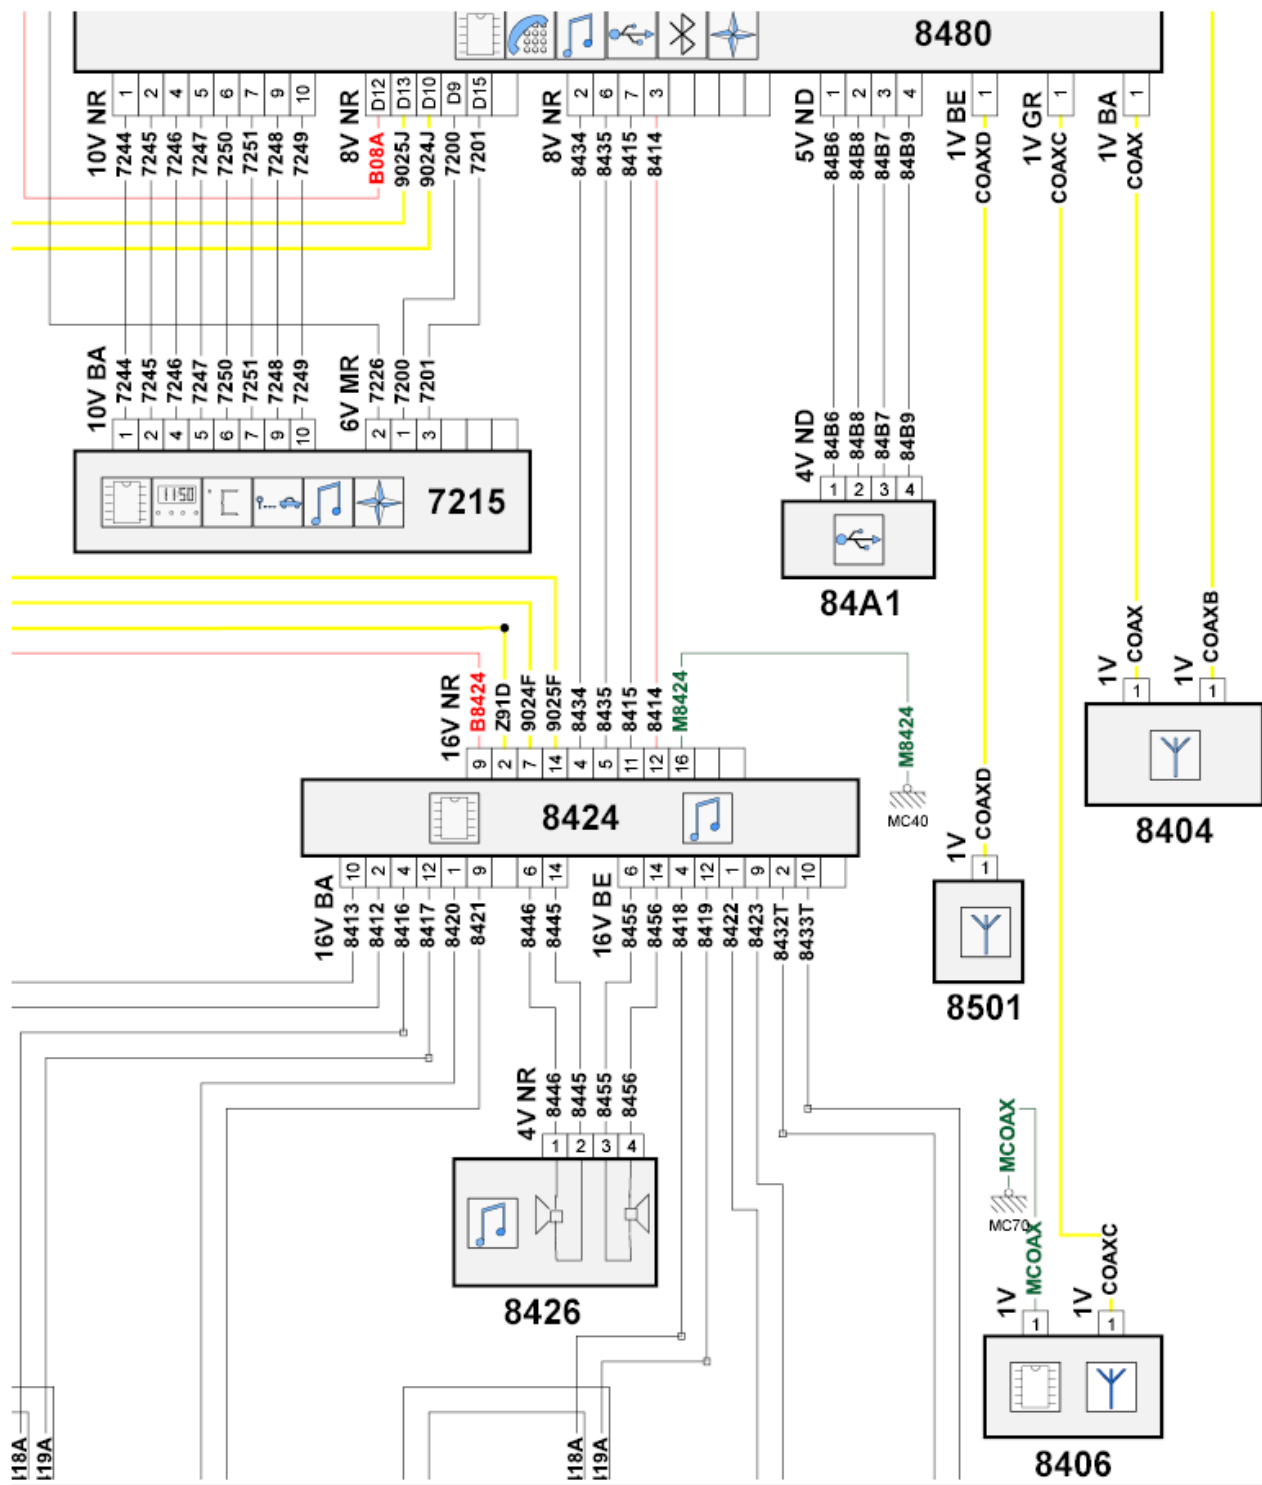 8480
10V NR 1 2 4 5 6 7 9 10
8V NR D12 D13 D10 D9 D15
8V NR 2 6 7 3
5V ND 1 2 3 4
1V BE 1
1V GR 1
1V BA 1
7244 7245 7246 7247 7250 7251 7248 7249
B08A 9025J 9024J 7200 7201
8434 8435 8415 8414
84B6 84B8 84B7 84B9
COAXD COAXC COAX
10V BA 7244 7245 7246 7247 7250 7251 7248 7249
6V MR 7226 7200 7201
1 2 4 5 6 7 9 10
2 1 3
1150 °C 7215
4V ND 84B6 84B8 84B7 84B9
1 2 3 4
84A1
1V COAX 1V COAXB
1 1
8404
16V NR B8424 Z91D 9024F 9025F 8434 8435 8415 8414 M8424
9 2 7 14 4 5 11 12 16
M8424
MC40
8424
1V COAXD
1
8501
16V BA 10 2 4 12 1 9 6 14
16V BE 6 14 4 12 1 9 2 10
8413 8412 8416 8417 8420 8421 8446 8445
8455 8456 8418 8419 8422 8423 8432T 8433T
4V NR 8446 8445 8455 8456
1 2 3 4
8426
MCOAX
MC70
1V MCOAX 1V COAXC
1 1
8406
418A 419A 418A 419A